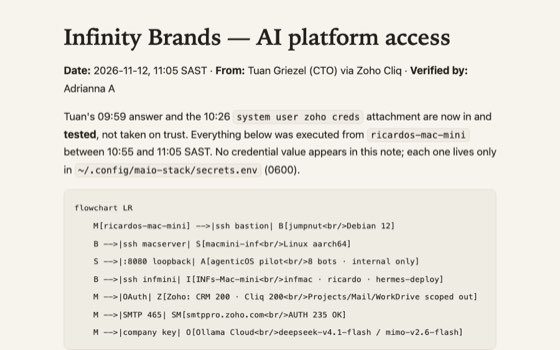 Infinity Brands — AI platform access
Date: 2026-11-12, 11:05 SAST · From: Tuan Griezel (CTO) via Zoho Cliq · Verified by:
Adrianna A
Tuan's 09:59 answer and the 10:26 system user zoho creds attachment are now in and
tested, not taken on trust. Everything below was executed from ricardos-mac-mini
between 10:55 and 11:05 SAST. No credential value appears in this note; each one lives only
in ~/.config/maio-stack/secrets.env (0600).
flowchart LR
M[ricardos-mac-mini] -->|ssh bastion| B[jumpnut<br/>Debian 12]
B -->|ssh macserver| S[macmini-inf<br/>Linux aarch64]
S -->|:8080 loopback| A[agenticOS pilot<br/>8 bots · internal only]
B -->|ssh infmini| I[INFs-Mac-mini<br/>infmac · ricardo · hermes-deploy]
M -->|OAuth| Z[Zoho: CRM 200 · Cliq 200<br/>Projects/Mail/WorkDrive scoped out]
M -->|SMTP 465| SM[smtppro.zoho.com<br/>AUTH 235 OK]
M -->|company key| O[Ollama Cloud<br/>deepseek-v4.1-flash / mimo-v2.6-flash]